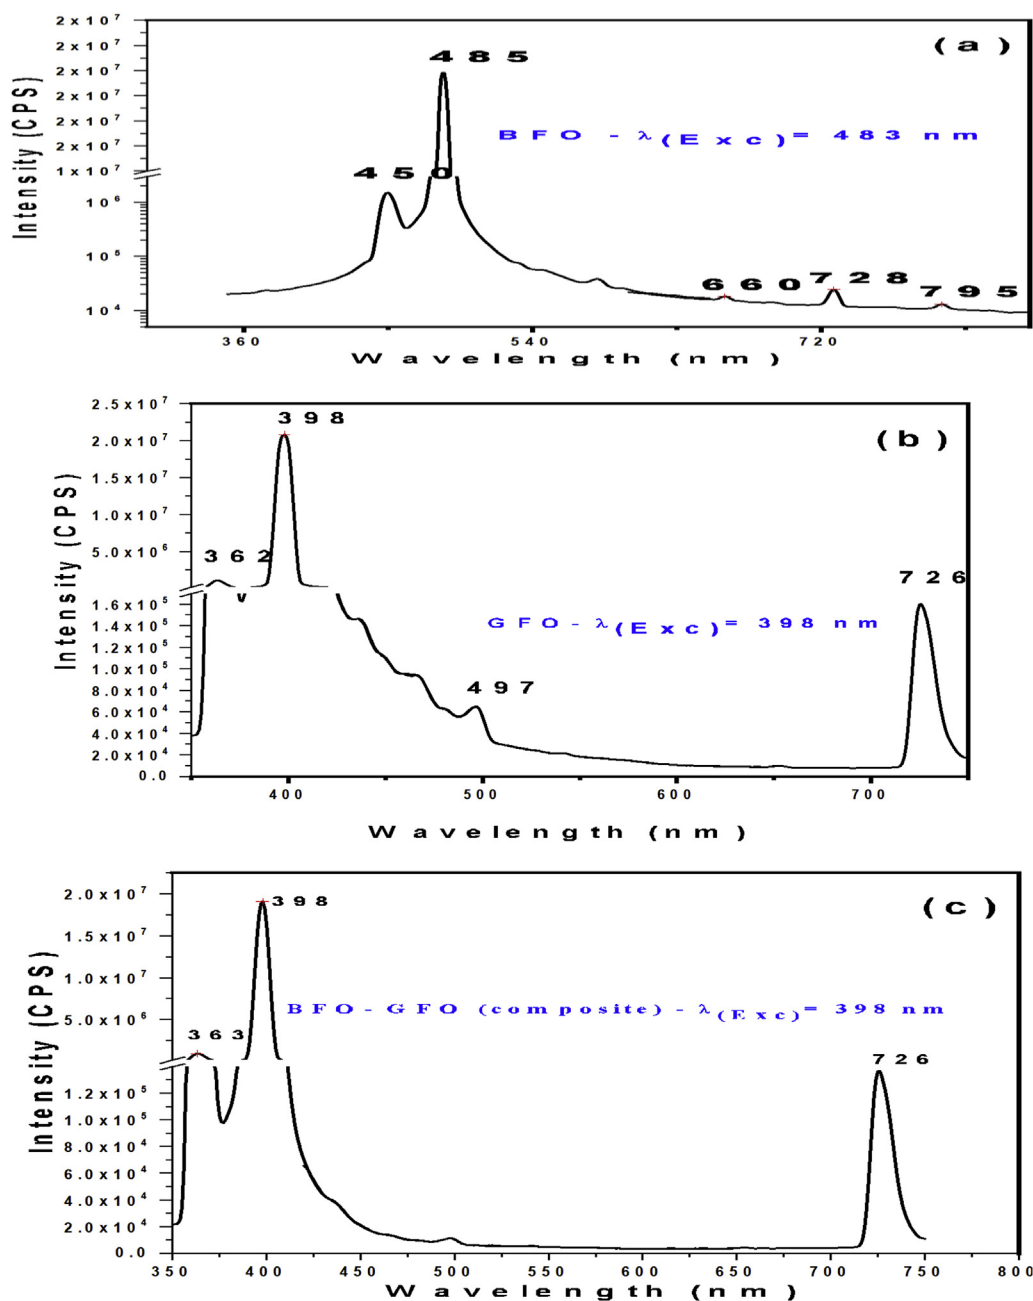 (a)
Intensity (CPS)
2x10⁷
2x10⁷
2x10⁷
2x10⁷
2x10⁷
2x10⁷
1x10⁷
10⁶
10⁵
10⁴
485
450
BFO - λ(Exc)= 483 nm
660
728
795
360
540
720
Wavelength (nm)
(b)
Intensity (CPS)
2.5x10⁷
2.0x10⁷
1.5x10⁷
1.0x10⁷
5.0x10⁶
1.6x10⁵
1.2x10⁵
1.0x10⁵
8.0x10⁴
6.0x10⁴
4.0x10⁴
2.0x10⁴
0.0
398
362
726
GFO- λ(Exc)= 398 nm
497
400
500
600
700
Wavelength (nm)
(c)
Intensity (CPS)
2.0x10⁷
1.5x10⁷
1.0x10⁷
5.0x10⁶
1.2x10⁵
1.0x10⁵
8.0x10⁴
6.0x10⁴
4.0x10⁴
2.0x10⁴
0.0
398
BFO - GFO (composite) - λ(Exc)= 398 nm
363
726
350
400
450
500
550
600
650
700
750
800
Wavelength (nm)